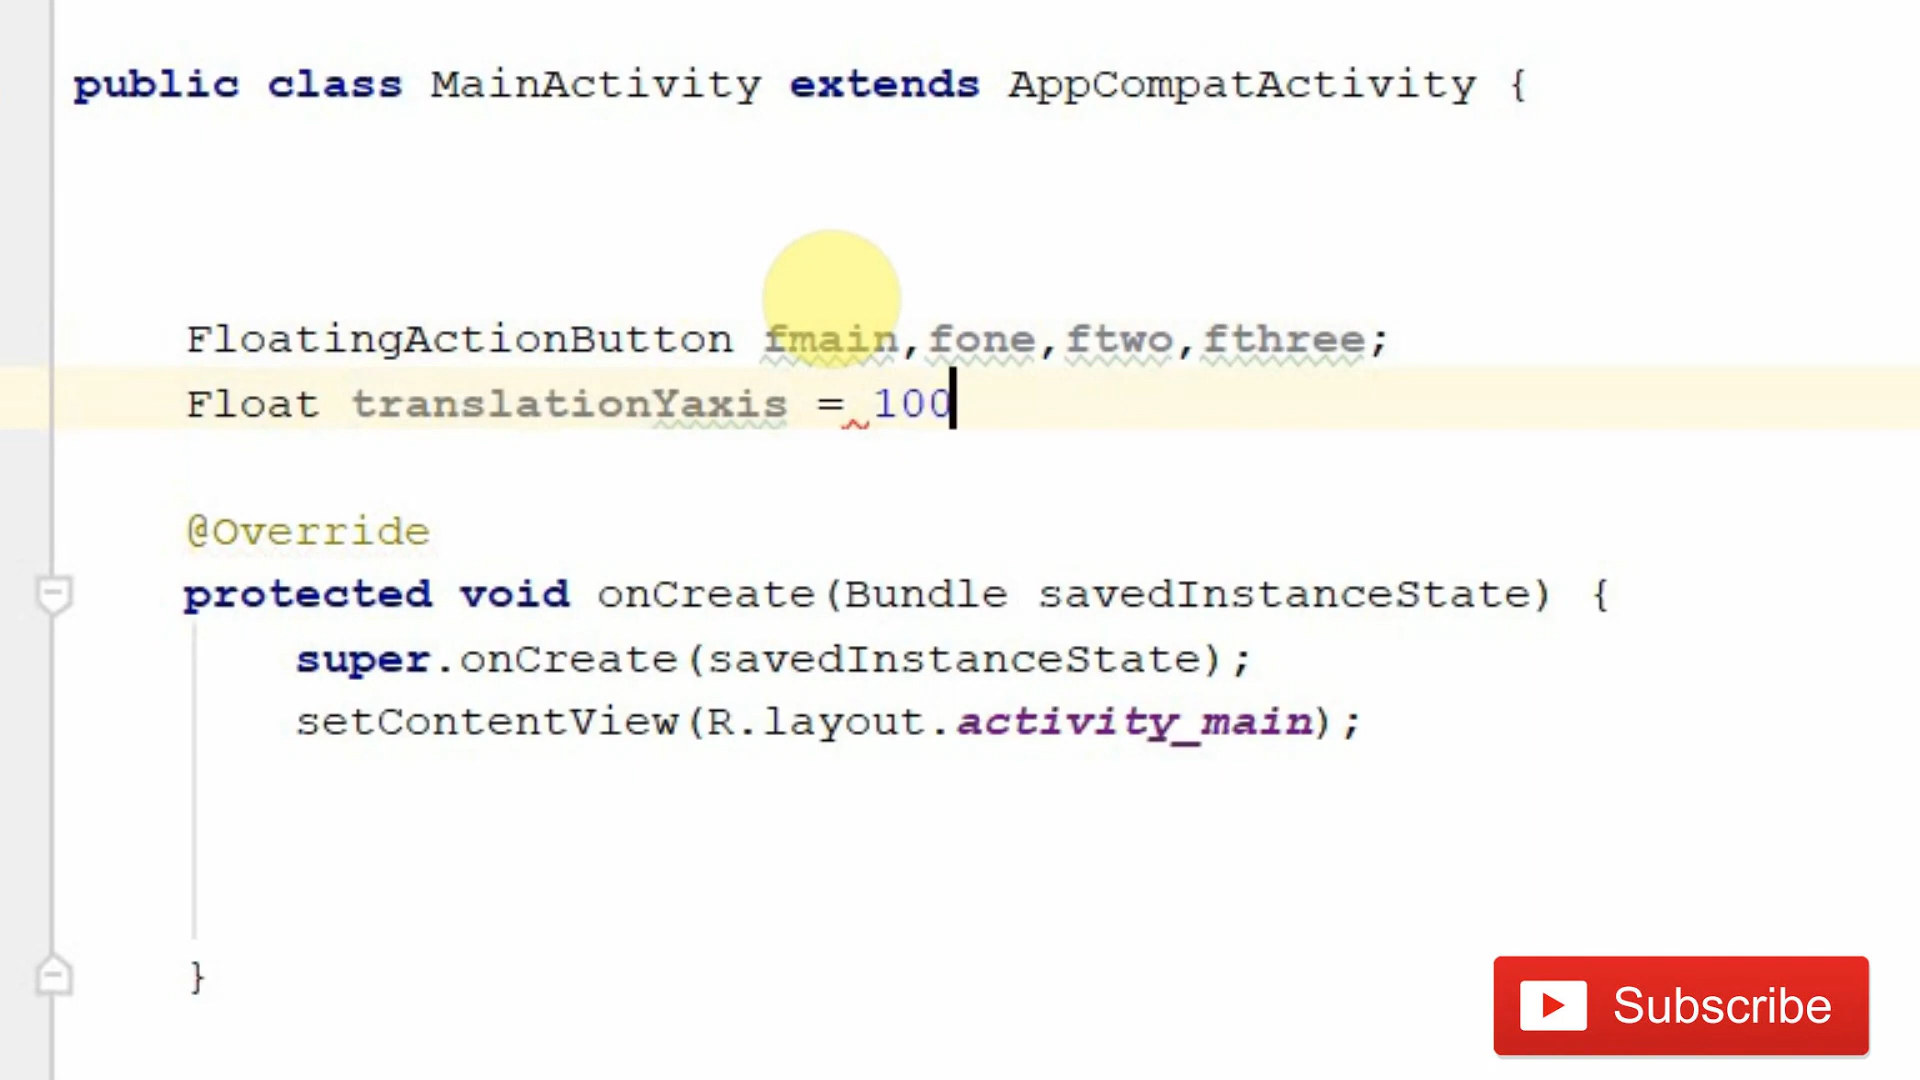 public class MainActivity extends AppCompatActivity {
FloatingActionButton fmain,fone,ftwo,fthree;
Float translationYaxis = 100
@Override
protected void onCreate(Bundle savedInstanceState) {
super.onCreate(savedInstanceState);
setContentView(R.layout.activity_main);
}
Subscribe